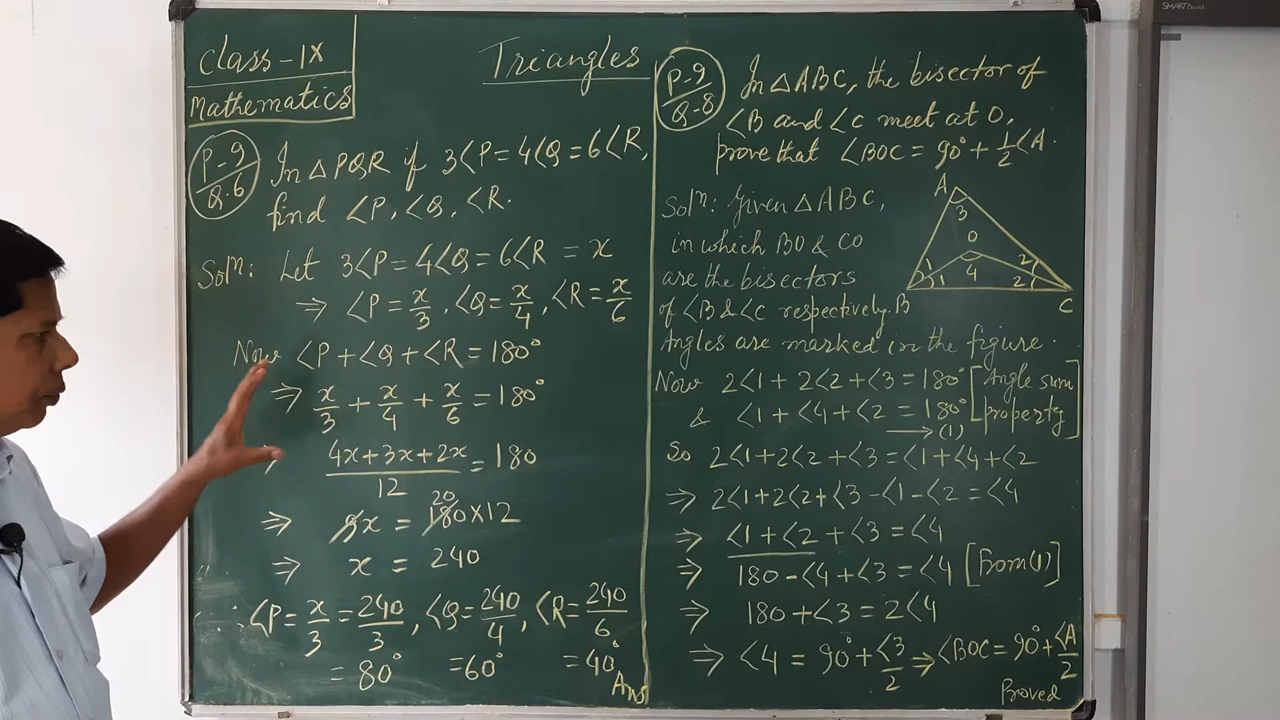 Class-IX
Mathematics
Triangles
P-9
Q.6
In △PQR if 3<P=4<Q=6<R,
find <P, <Q, <R.
Solⁿ: Let 3<P=4<Q=6<R = x
⇒ <P=x/3, <Q=x/4, <R=x/6
Now <P+<Q+<R=180°
⇒ x/3+x/4+x/6=180°
(4x+3x+2x)/12=180
⇒ 9x = 180×12
20
⇒ x = 240
∴ <P=x/3=240/3, <Q=240/4, <R=240/6
=80° =60° =40°
Ans
P-9
Q-8
In △ABC, the bisector of
<B and <C meet at O,
prove that <BOC=90°+1/2<A.
Solⁿ: Given △ABC,
in which BO & CO
are the bisectors
of <B&<C respectively.
A
3
O
1
4
2
1
2
B
C
Angles are marked in the figure.
Now 2<1+2<2+<3=180° [Angle sum
& <1+<4+<2=180° property]
→(1)
So 2<1+2<2+<3=<1+<4+<2
⇒ 2<1+2<2+<3-<1-<2=<4
⇒ <1+<2+<3=<4
⇒ 180-<4+<3=<4 [From(1)]
⇒ 180+<3=2<4
⇒ <4=90°+<3/2⇒<BOC=90°+<A/2
Proved
SMART Board